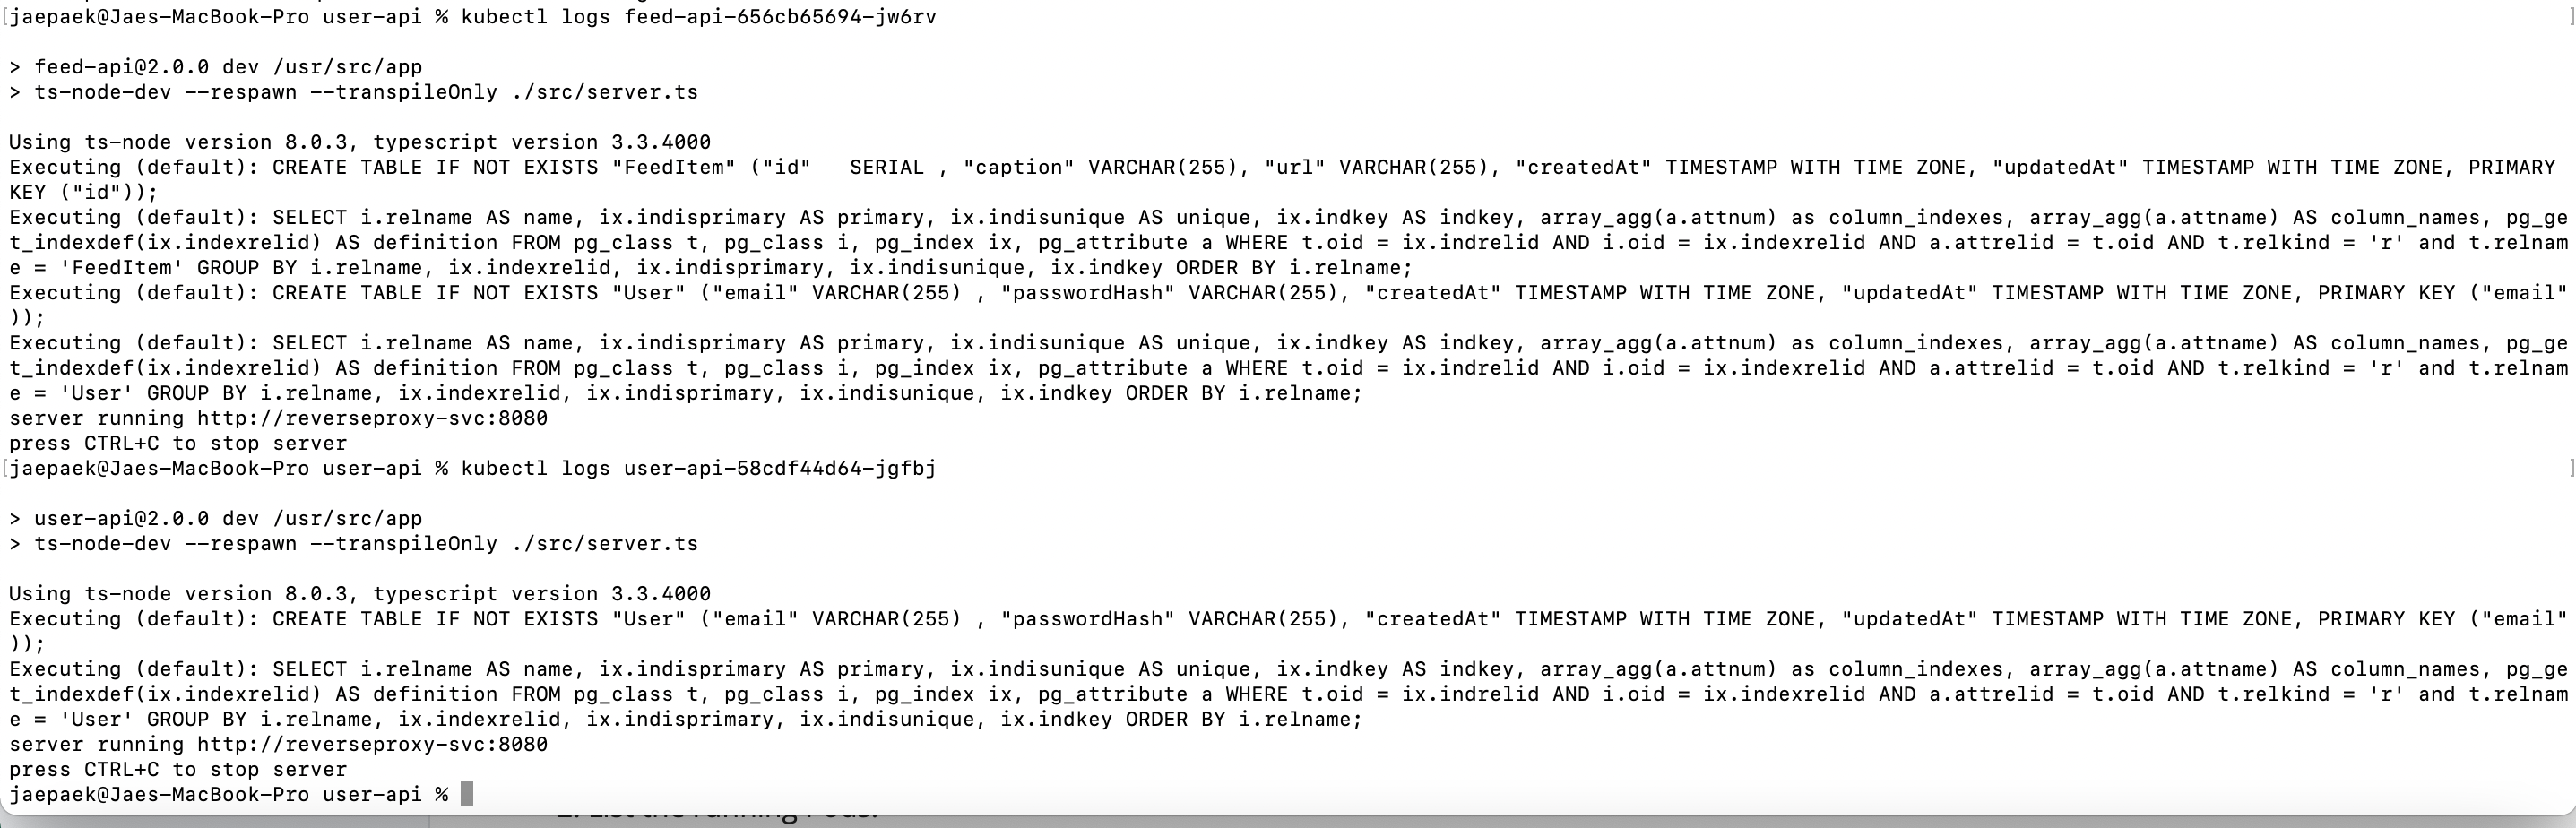 [jaepaek@Jaes-MacBook-Pro user-api % kubectl logs feed-api-656cb65694-jw6rv ]
> feed-api@2.0.0 dev /usr/src/app
> ts-node-dev --respawn --transpileOnly ./src/server.ts
Using ts-node version 8.0.3, typescript version 3.3.4000
Executing (default): CREATE TABLE IF NOT EXISTS "FeedItem" ("id"   SERIAL , "caption" VARCHAR(255), "url" VARCHAR(255), "createdAt" TIMESTAMP WITH TIME ZONE, "updatedAt" TIMESTAMP WITH TIME ZONE, PRIMARY
KEY ("id"));
Executing (default): SELECT i.relname AS name, ix.indisprimary AS primary, ix.indisunique AS unique, ix.indkey AS indkey, array_agg(a.attnum) as column_indexes, array_agg(a.attname) AS column_names, pg_ge
t_indexdef(ix.indexrelid) AS definition FROM pg_class t, pg_class i, pg_index ix, pg_attribute a WHERE t.oid = ix.indrelid AND i.oid = ix.indexrelid AND a.attrelid = t.oid AND t.relkind = 'r' and t.relnam
e = 'FeedItem' GROUP BY i.relname, ix.indexrelid, ix.indisprimary, ix.indisunique, ix.indkey ORDER BY i.relname;
Executing (default): CREATE TABLE IF NOT EXISTS "User" ("email" VARCHAR(255) , "passwordHash" VARCHAR(255), "createdAt" TIMESTAMP WITH TIME ZONE, "updatedAt" TIMESTAMP WITH TIME ZONE, PRIMARY KEY ("email"
));
Executing (default): SELECT i.relname AS name, ix.indisprimary AS primary, ix.indisunique AS unique, ix.indkey AS indkey, array_agg(a.attnum) as column_indexes, array_agg(a.attname) AS column_names, pg_ge
t_indexdef(ix.indexrelid) AS definition FROM pg_class t, pg_class i, pg_index ix, pg_attribute a WHERE t.oid = ix.indrelid AND i.oid = ix.indexrelid AND a.attrelid = t.oid AND t.relkind = 'r' and t.relnam
e = 'User' GROUP BY i.relname, ix.indexrelid, ix.indisprimary, ix.indisunique, ix.indkey ORDER BY i.relname;
server running http://reverseproxy-svc:8080
press CTRL+C to stop server
[jaepaek@Jaes-MacBook-Pro user-api % kubectl logs user-api-58cdf44d64-jgfbj ]
> user-api@2.0.0 dev /usr/src/app
> ts-node-dev --respawn --transpileOnly ./src/server.ts
Using ts-node version 8.0.3, typescript version 3.3.4000
Executing (default): CREATE TABLE IF NOT EXISTS "User" ("email" VARCHAR(255) , "passwordHash" VARCHAR(255), "createdAt" TIMESTAMP WITH TIME ZONE, "updatedAt" TIMESTAMP WITH TIME ZONE, PRIMARY KEY ("email"
));
Executing (default): SELECT i.relname AS name, ix.indisprimary AS primary, ix.indisunique AS unique, ix.indkey AS indkey, array_agg(a.attnum) as column_indexes, array_agg(a.attname) AS column_names, pg_ge
t_indexdef(ix.indexrelid) AS definition FROM pg_class t, pg_class i, pg_index ix, pg_attribute a WHERE t.oid = ix.indrelid AND i.oid = ix.indexrelid AND a.attrelid = t.oid AND t.relkind = 'r' and t.relnam
e = 'User' GROUP BY i.relname, ix.indexrelid, ix.indisprimary, ix.indisunique, ix.indkey ORDER BY i.relname;
server running http://reverseproxy-svc:8080
press CTRL+C to stop server
jaepaek@Jaes-MacBook-Pro user-api %